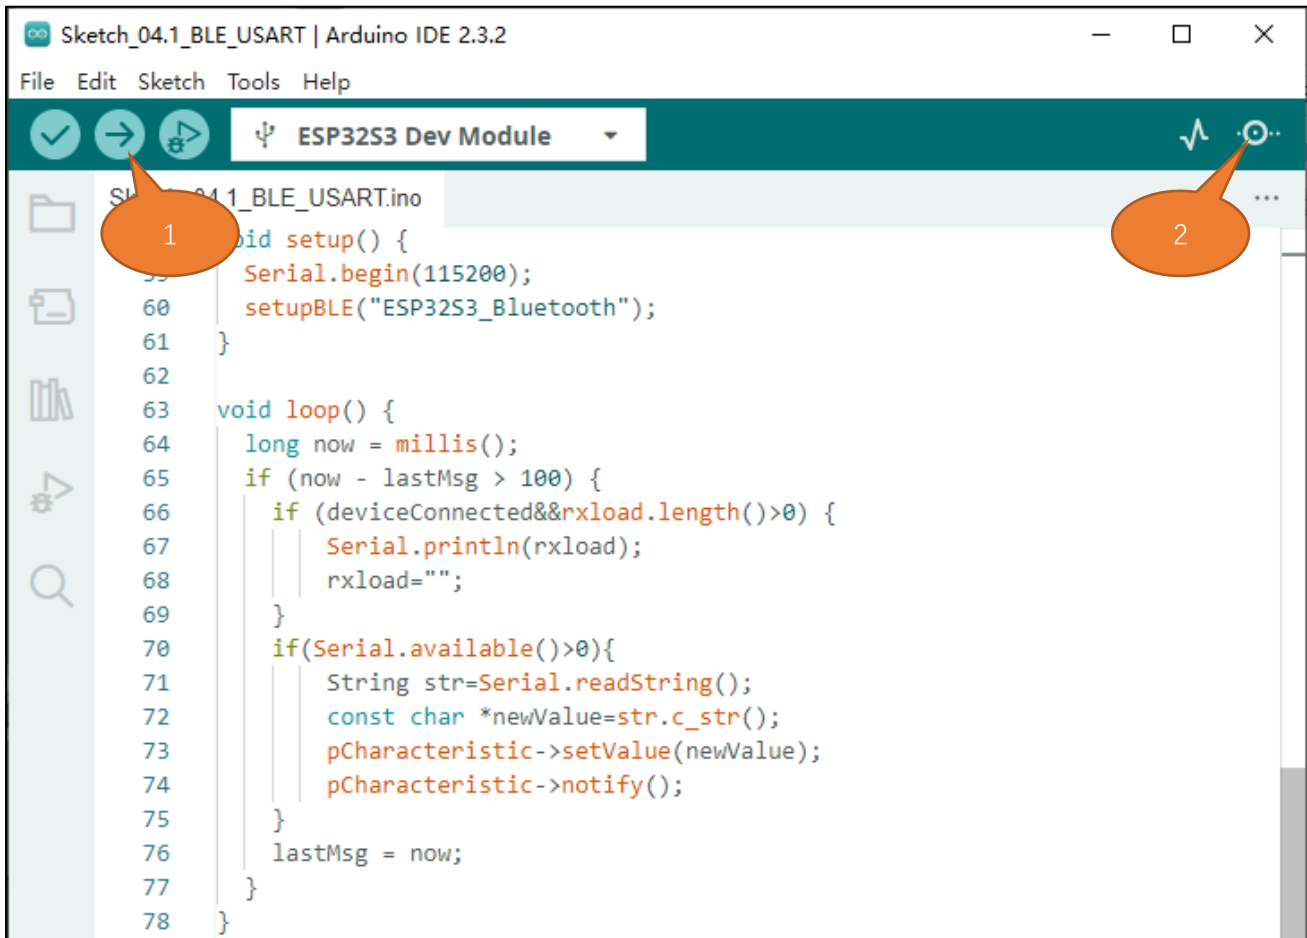 Sketch_04.1_BLE_USART | Arduino IDE 2.3.2
File Edit Sketch Tools Help
ESP32S3 Dev Module
1_BLE_USART.ino
1
2
setup() {
Serial.begin(115200);
60 setupBLE("ESP32S3_Bluetooth");
61 }
62
63 void loop() {
64 long now = millis();
65 if (now - lastMsg > 100) {
66 if (deviceConnected&&rxload.length()>0) {
67 Serial.println(rxload);
68 rxload="";
69 }
70 if(Serial.available()>0){
71 String str=Serial.readString();
72 const char *newValue=str.c_str();
73 pCharacteristic->setValue(newValue);
74 pCharacteristic->notify();
75 }
76 lastMsg = now;
77 }
78 }